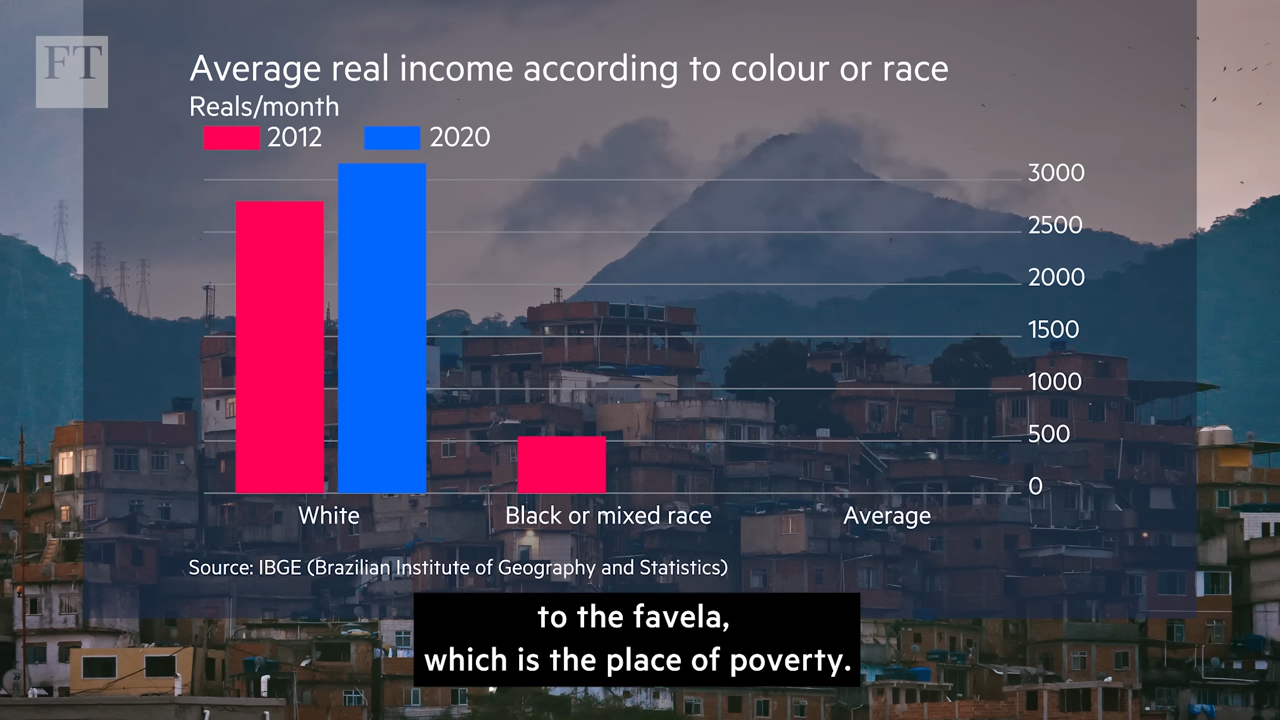 FT
Average real income according to colour or race
Reals/month
2012 2020
3000
2500
2000
1500
1000
500
0
White Black or mixed race Average
Source: IBGE (Brazilian Institute of Geography and Statistics)
to the favela,
which is the place of poverty.